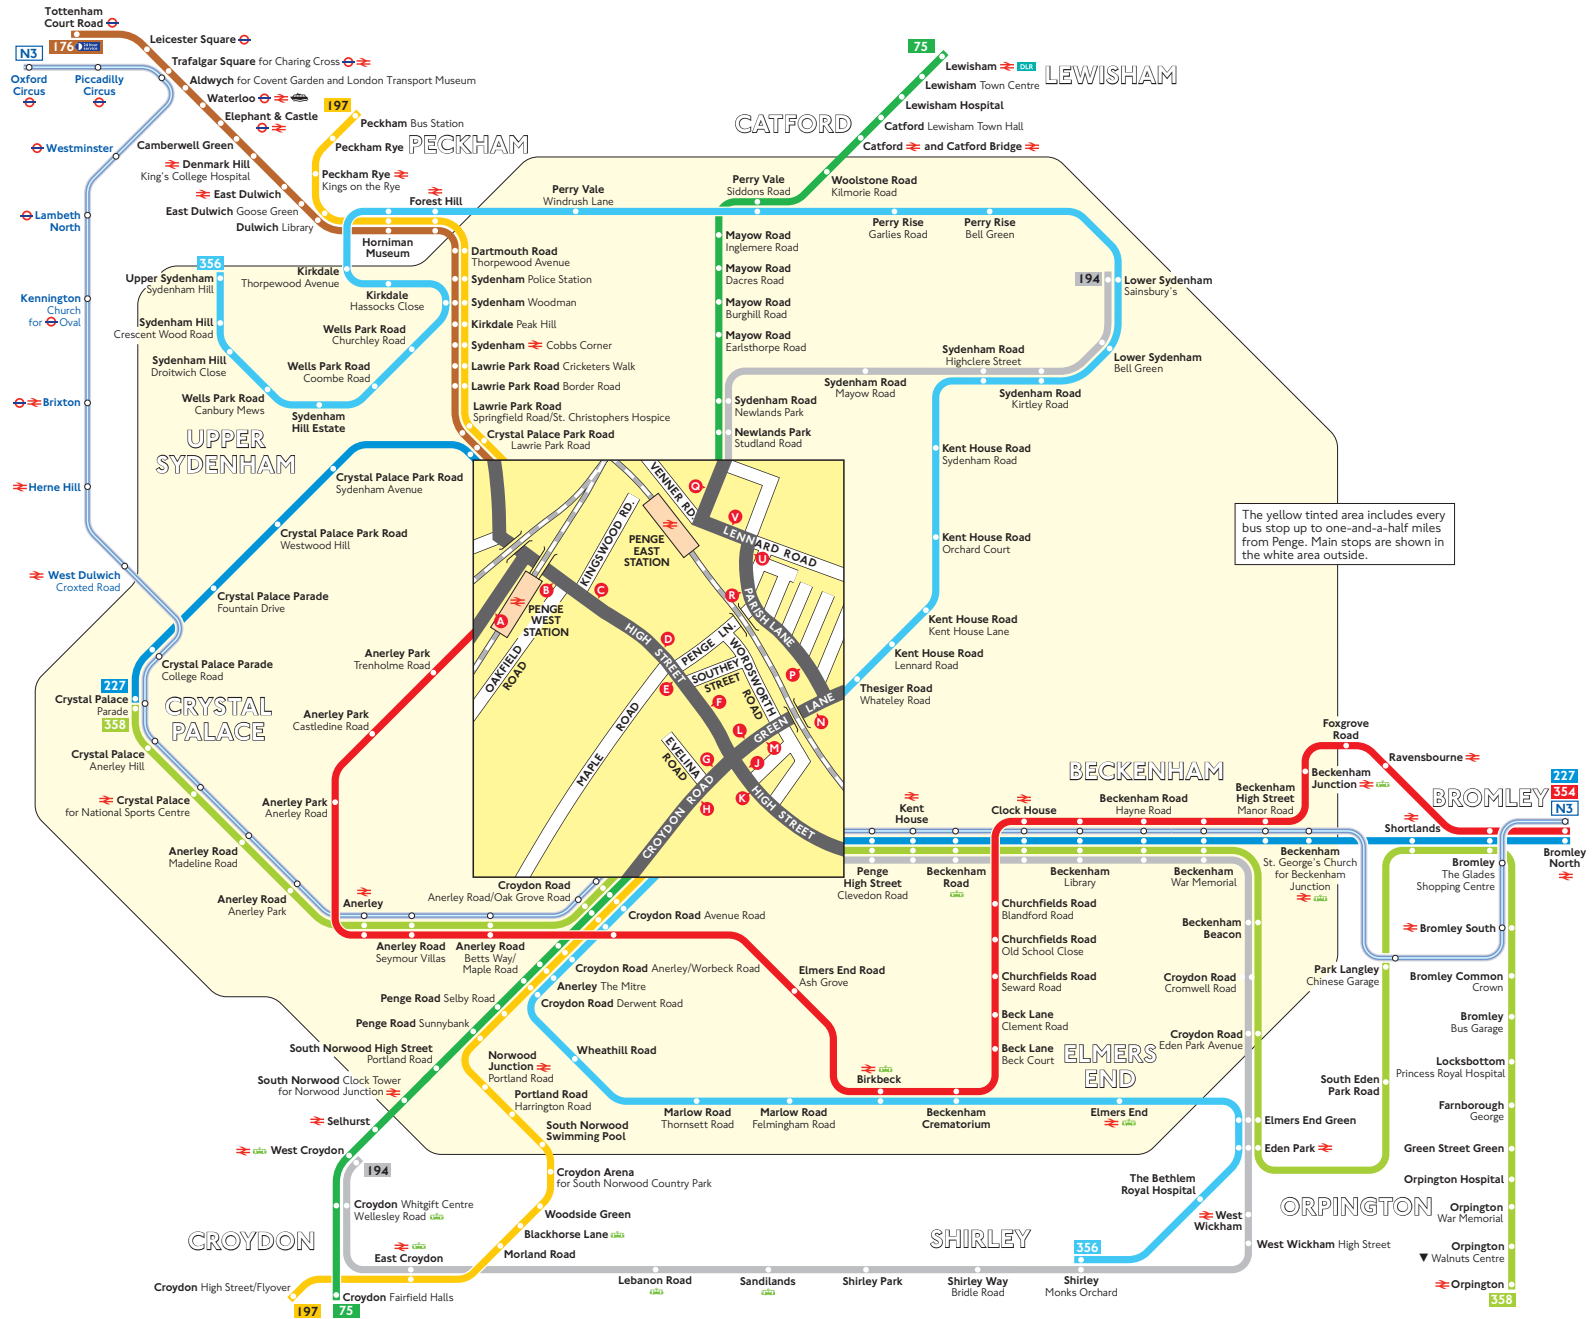 Tottenham
Court Road
176
24 hour
service
N3
Oxford
Circus
Piccadilly
Circus
Leicester Square
Trafalgar Square for Charing Cross
Aldwych for Covent Garden and London Transport Museum
Waterloo
Elephant & Castle
Camberwell Green
Denmark Hill
King's College Hospital
East Dulwich
East Dulwich Goose Green
Dulwich Library
Westminster
Lambeth
North
Kennington
Church
for Oval
Brixton
Herne Hill
West Dulwich
Croxted Road
197
Peckham Bus Station
Peckham Rye
PECKHAM
Peckham Rye
Kings on the Rye
Forest Hill
Horniman
Museum
75
Lewisham
DLR
LEWISHAM
Lewisham Town Centre
Lewisham Hospital
Catford Lewisham Town Hall
CATFORD
Catford and Catford Bridge
Woolstone Road
Kilmorie Road
Perry Vale
Siddons Road
Perry Vale
Windrush Lane
Perry Rise
Garlies Road
Perry Rise
Bell Green
194
Lower Sydenham
Sainsbury's
Lower Sydenham
Bell Green
Sydenham Road
Highclere Street
Sydenham Road
Mayow Road
Sydenham Road
Kirtley Road
Mayow Road
Inglemere Road
Mayow Road
Dacres Road
Mayow Road
Burghill Road
Mayow Road
Earlsthorpe Road
Sydenham Road
Newlands Park
Newlands Park
Studland Road
Dartmouth Road
Thorpewood Avenue
Sydenham Police Station
Sydenham Woodman
Kirkdale Peak Hill
Sydenham Cobbs Corner
Lawrie Park Road Cricketers Walk
Lawrie Park Road Border Road
Lawrie Park Road
Springfield Road/St. Christophers Hospice
Crystal Palace Park Road
Lawrie Park Road
356
Upper Sydenham
Sydenham Hill
Sydenham Hill
Crescent Wood Road
Sydenham Hill
Droitwich Close
Wells Park Road
Canbury Mews
Sydenham
Hill Estate
Wells Park Road
Coombe Road
Wells Park Road
Churchley Road
Kirkdale
Hassocks Close
Kirkdale
Thorpewood Avenue
UPPER
SYDENHAM
Crystal Palace Park Road
Sydenham Avenue
Crystal Palace Park Road
Westwood Hill
Crystal Palace Parade
Fountain Drive
Crystal Palace Parade
College Road
227
Crystal Palace
Parade
358
CRYSTAL
PALACE
Crystal Palace
Anerley Hill
Crystal Palace
for National Sports Centre
Anerley Road
Madeline Road
Anerley Road
Anerley Park
Anerley Park
Trenholme Road
Anerley Park
Castledine Road
Anerley Park
Anerley Road
Anerley
Anerley Road
Seymour Villas
Anerley Road
Betts Way/
Maple Road
Croydon Road
Anerley Road/Oak Grove Road
VENNER RD.
KINGSWOOD RD.
PENGE
EAST
STATION
LENNARD ROAD
PARISH LANE
PENGE
WEST
STATION
OAKFIELD
ROAD
HIGH
STREET
PENGE LN.
SOUTHEY
STREET
WORDSWORTH
ROAD
GREEN
LANE
MAPLE
ROAD
EVELINA
ROAD
CROYDON ROAD
HIGH STREET
A
B
C
D
E
F
G
H
J
K
L
M
N
P
Q
R
U
V
Kent House Road
Sydenham Road
Kent House Road
Orchard Court
Kent House Road
Kent House Lane
Kent House Road
Lennard Road
Thesiger Road
Whateley Road
The yellow tinted area includes every
bus stop up to one-and-a-half miles
from Penge. Main stops are shown in
the white area outside.
BECKENHAM
Kent
House
Clock House
Beckenham Road
Hayne Road
Beckenham
High Street
Manor Road
Foxgrove
Road
Beckenham
Junction
Ravensbourne
BROMLEY
227
354
N3
Shortlands
Bromley
North
Bromley
The Glades
Shopping Centre
Penge
High Street
Clevedon Road
Beckenham
Road
Beckenham
Library
Beckenham
War Memorial
Beckenham
St. George's Church
for Beckenham
Junction
Churchfields Road
Blandford Road
Churchfields Road
Old School Close
Churchfields Road
Seward Road
Beck Lane
Clement Road
Beck Lane
Beck Court
Beckenham
Beacon
Croydon Road
Cromwell Road
Croydon Road
Eden Park Avenue
Bromley South
Park Langley
Chinese Garage
Bromley Common
Crown
Bromley
Bus Garage
Locksbottom
Princess Royal Hospital
South Eden
Park Road
Farnborough
George
Green Street Green
Orpington Hospital
ORPINGTON
Orpington
War Memorial
Orpington
▼ Walnuts Centre
Orpington
358
Croydon Road Avenue Road
Croydon Road Anerley/Worbeck Road
Anerley The Mitre
Croydon Road Derwent Road
Wheathill Road
Elmers End Road
Ash Grove
Birkbeck
ELMERS
END
Marlow Road
Thornsett Road
Marlow Road
Felmingham Road
Beckenham
Crematorium
Elmers End
Elmers End Green
Eden Park
The Bethlem
Royal Hospital
West
Wickham
West Wickham High Street
356
Shirley
Monks Orchard
SHIRLEY
Shirley Way
Bridle Road
Shirley Park
Sandilands
Lebanon Road
Penge Road Selby Road
Penge Road Sunnybank
South Norwood High Street
Portland Road
South Norwood Clock Tower
for Norwood Junction
Selhurst
West Croydon
194
Norwood
Junction
Portland Road
Portland Road
Harrington Road
South Norwood
Swimming Pool
Croydon Arena
for South Norwood Country Park
Woodside Green
Blackhorse Lane
Morland Road
Croydon Whitgift Centre
Wellesley Road
East Croydon
CROYDON
Croydon High Street/Flyover
197
Croydon Fairfield Halls
75